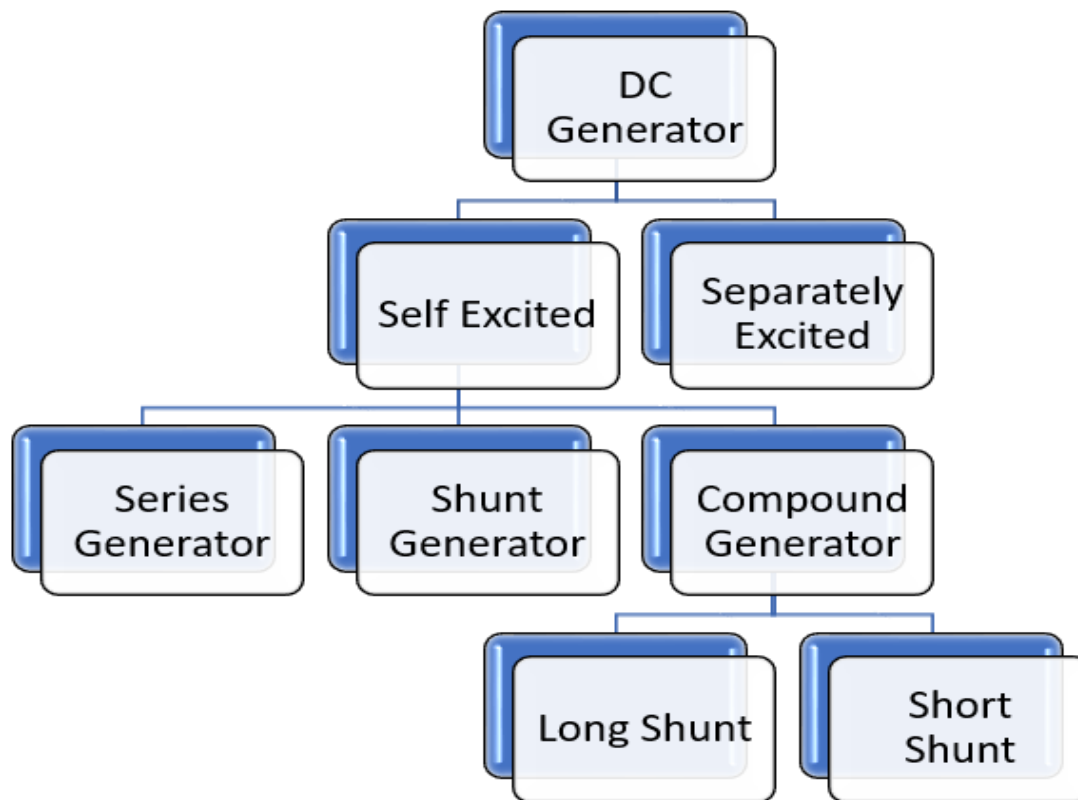 DC
Generator
Self Excited
Separately
Excited
Series
Generator
Shunt
Generator
Compound
Generator
Long Shunt
Short
Shunt